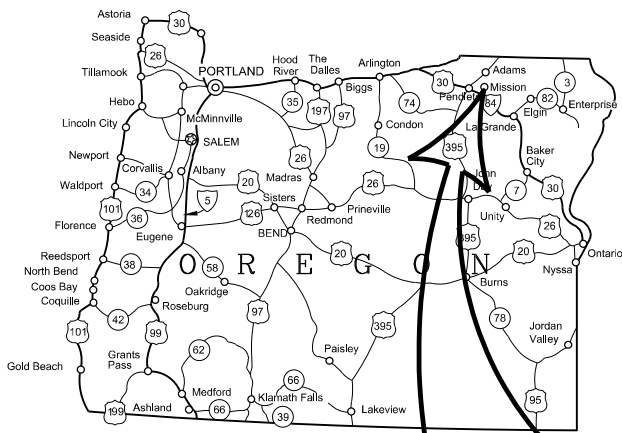 Astoria
30
Seaside
26
Tillamook
PORTLAND
Hood
River
The
Dalles
Biggs
Arlington
30
Adams
Mission
3
Pendlet
84
82
Enterprise
Hebo
McMinnville
35
197
97
74
La Grande
Elgin
Lincoln City
SALEM
Condon
19
395
Newport
Corvallis
Albany
26
Baker
City
Waldport
34
20
Madras
26
John
Day
7
30
101
5
Sisters
Prineville
Unity
Florence
36
126
Redmond
26
Eugene
BEND
395
20
Ontario
OREGON
Reedsport
38
58
20
Nyssa
North Bend
Oakridge
Burns
Coos Bay
Coquille
Roseburg
97
395
78
42
101
99
Jordan
Valley
Gold Beach
Grants
Pass
62
Paisley
66
95
Medford
Klamath Falls
199
Ashland
66
39
Lakeview